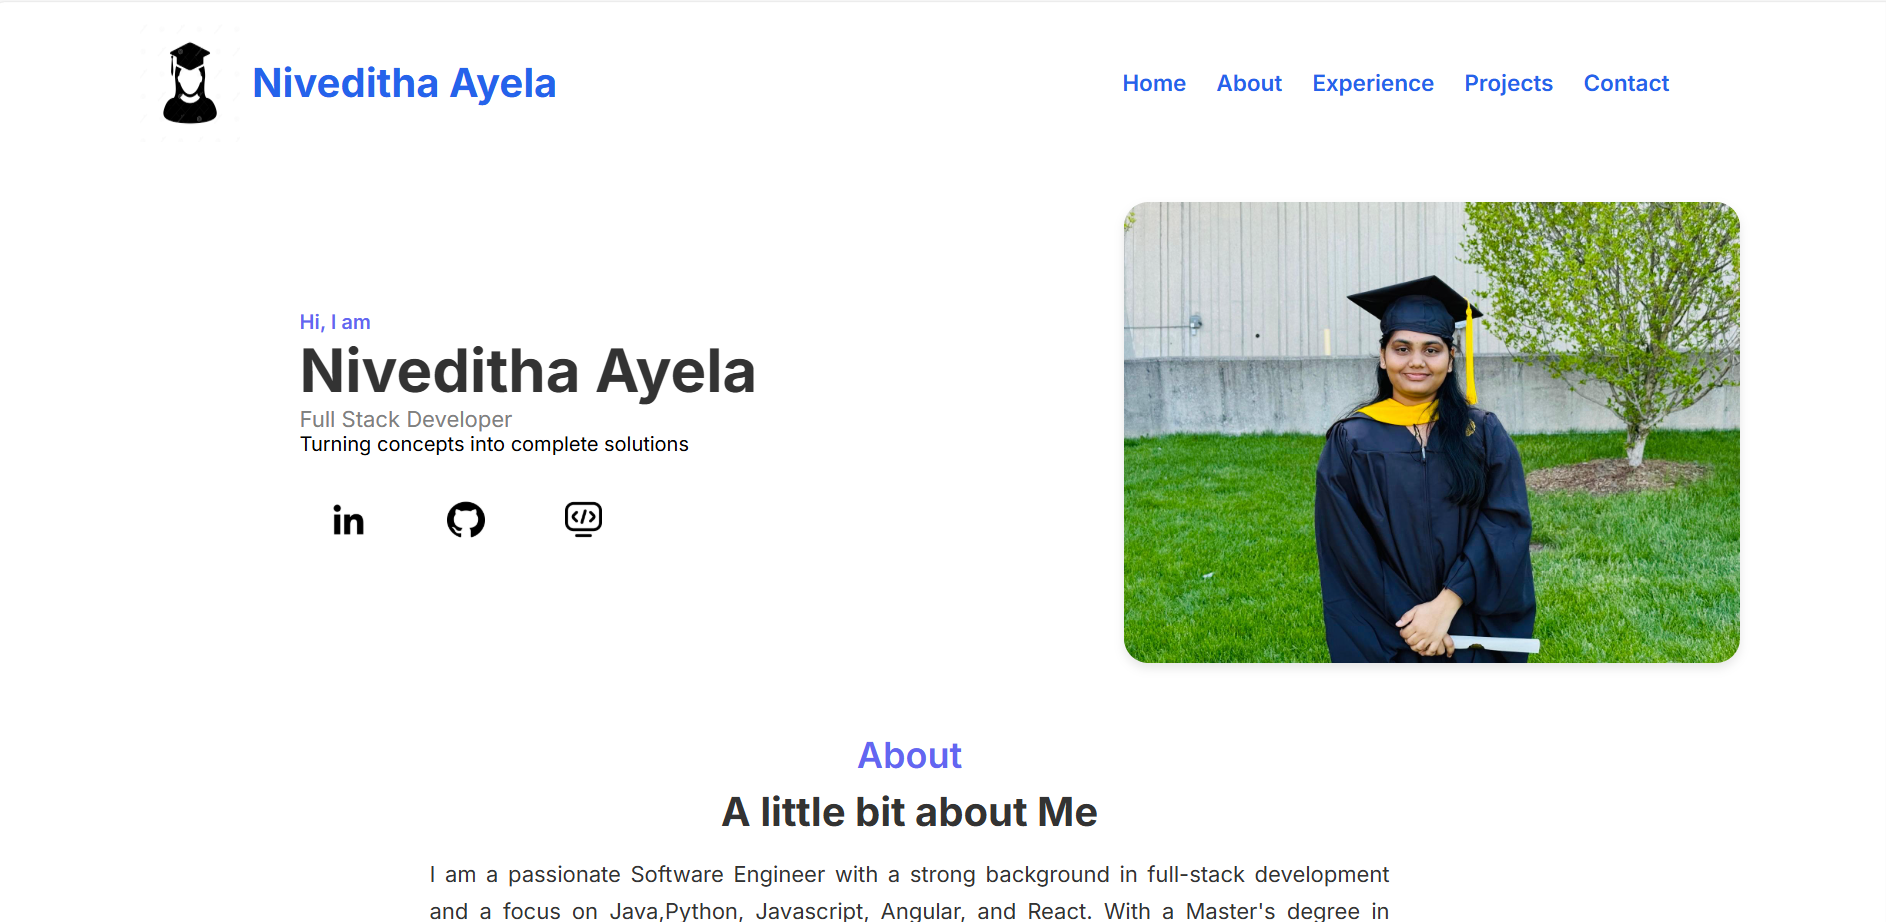 Niveditha Ayela
Home About Experience Projects Contact
Hi, I am
Niveditha Ayela
Full Stack Developer
Turning concepts into complete solutions
in
</>
About
A little bit about Me
I am a passionate Software Engineer with a strong background in full-stack development
and a focus on Java,Python, Javascript, Angular, and React. With a Master's degree in